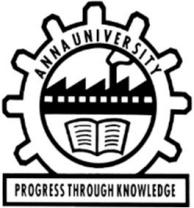 ANNA UNIVERSITY
PROGRESS THROUGH KNOWLEDGE